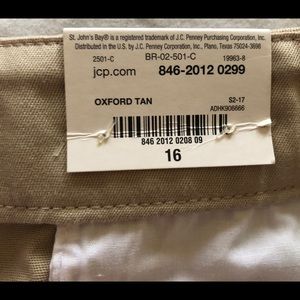 St. John's Bay® is a registered trademark of J.C. Penney Purchasing Corporation, Inc.
Distributed in the U.S. by J.C. Penney Corporation, Inc., Plano, Texas 75024-3698
2501-C BR-02-501-C 19963-8
jcp.com 846-2012 0299
OXFORD TAN S2-17
ADHK906666
846 2012 0208 09
16